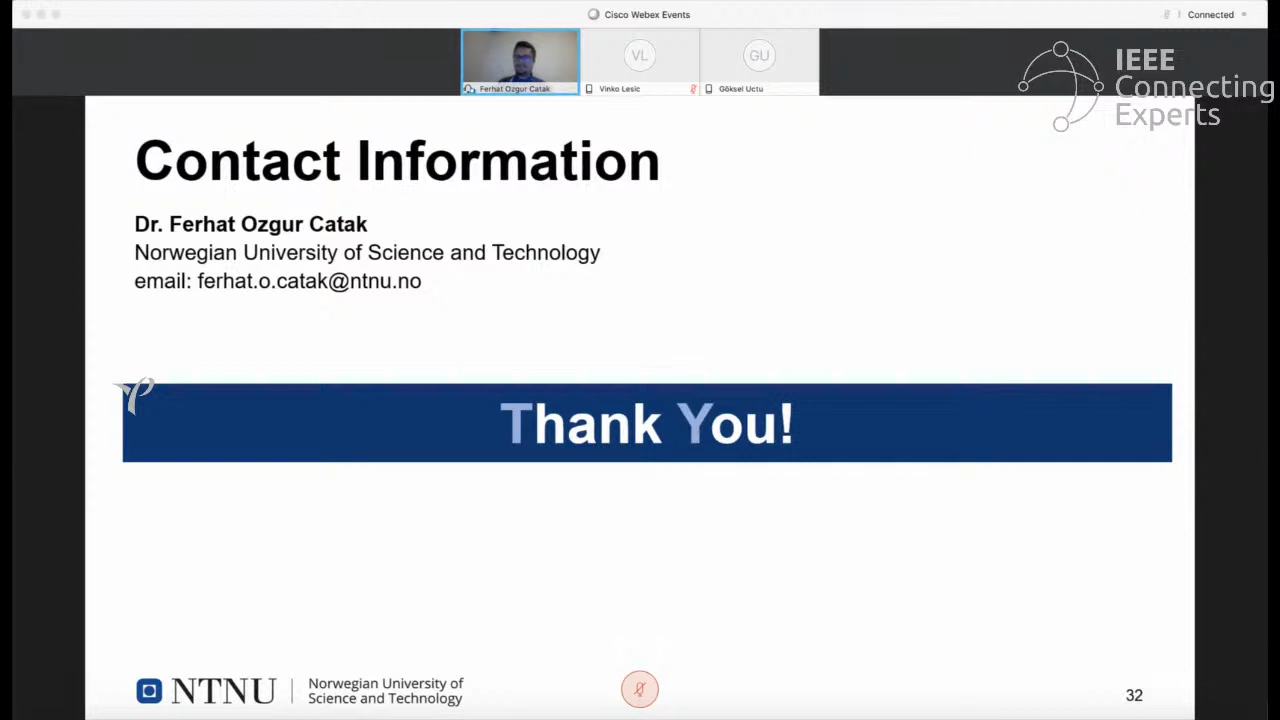 Cisco Webex Events
Connected
VL
GU
Ferhat Ozgur Catak
Vinko Lesic
Göksel Uctu
IEEE
Connecting
Experts
Contact Information
Dr. Ferhat Ozgur Catak
Norwegian University of Science and Technology
email: ferhat.o.catak@ntnu.no
Thank You!
NTNU
Norwegian University of
Science and Technology
32